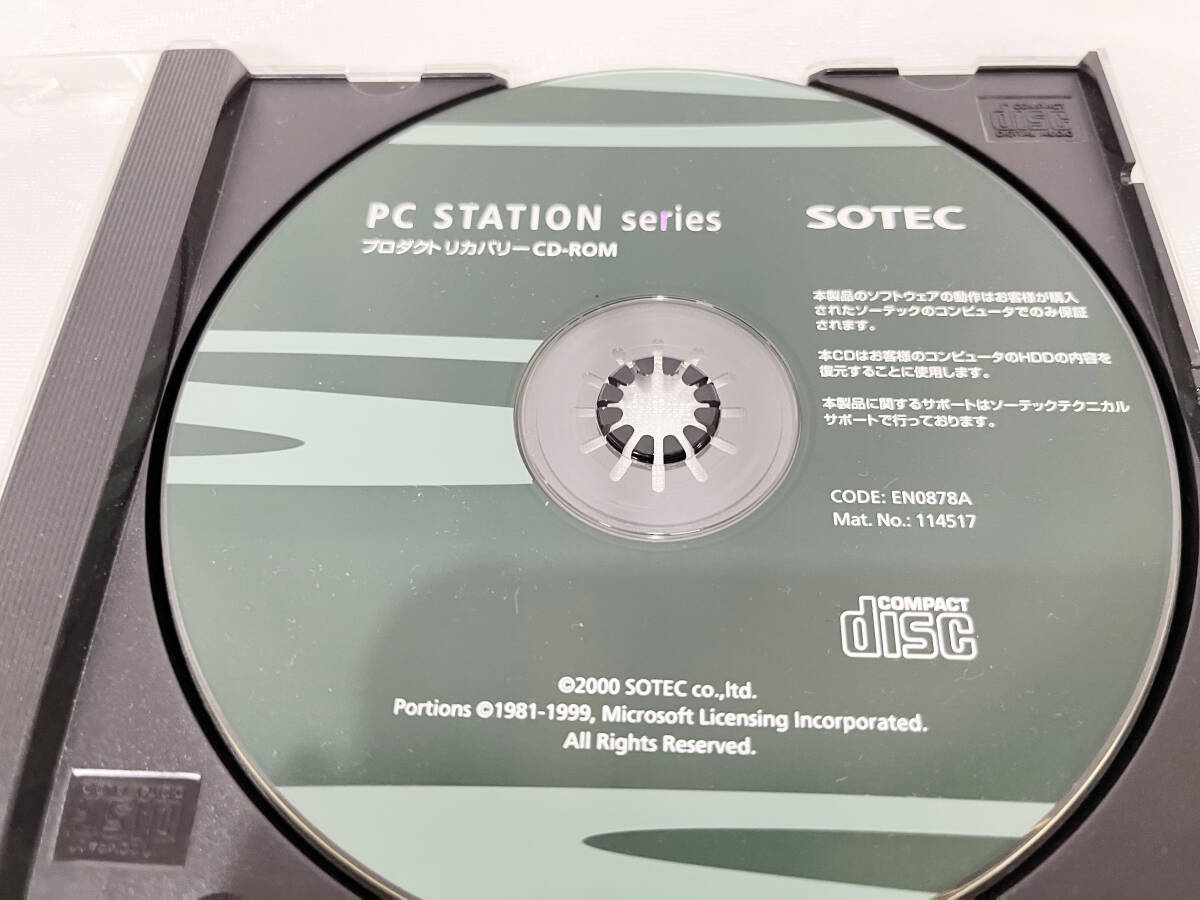 PC STATION series
プロダクトリカバリーCD-ROM
SOTEC
本製品のソフトウェアの動作はお客様が購入
されたソーテックのコンピュータでのみ保証
されます。
本CDはお客様のコンピュータのHDDの内容を
復元することに使用します。
本製品に関するサポートはソーテックテクニカル
サポートで行っております。
CODE: EN0878A
Mat. No.: 114517
COMPACT
disc
©2000 SOTEC co.,ltd.
Portions ©1981-1999, Microsoft Licensing Incorporated.
All Rights Reserved.
COMPACT
disc
DIGITAL AUDIO